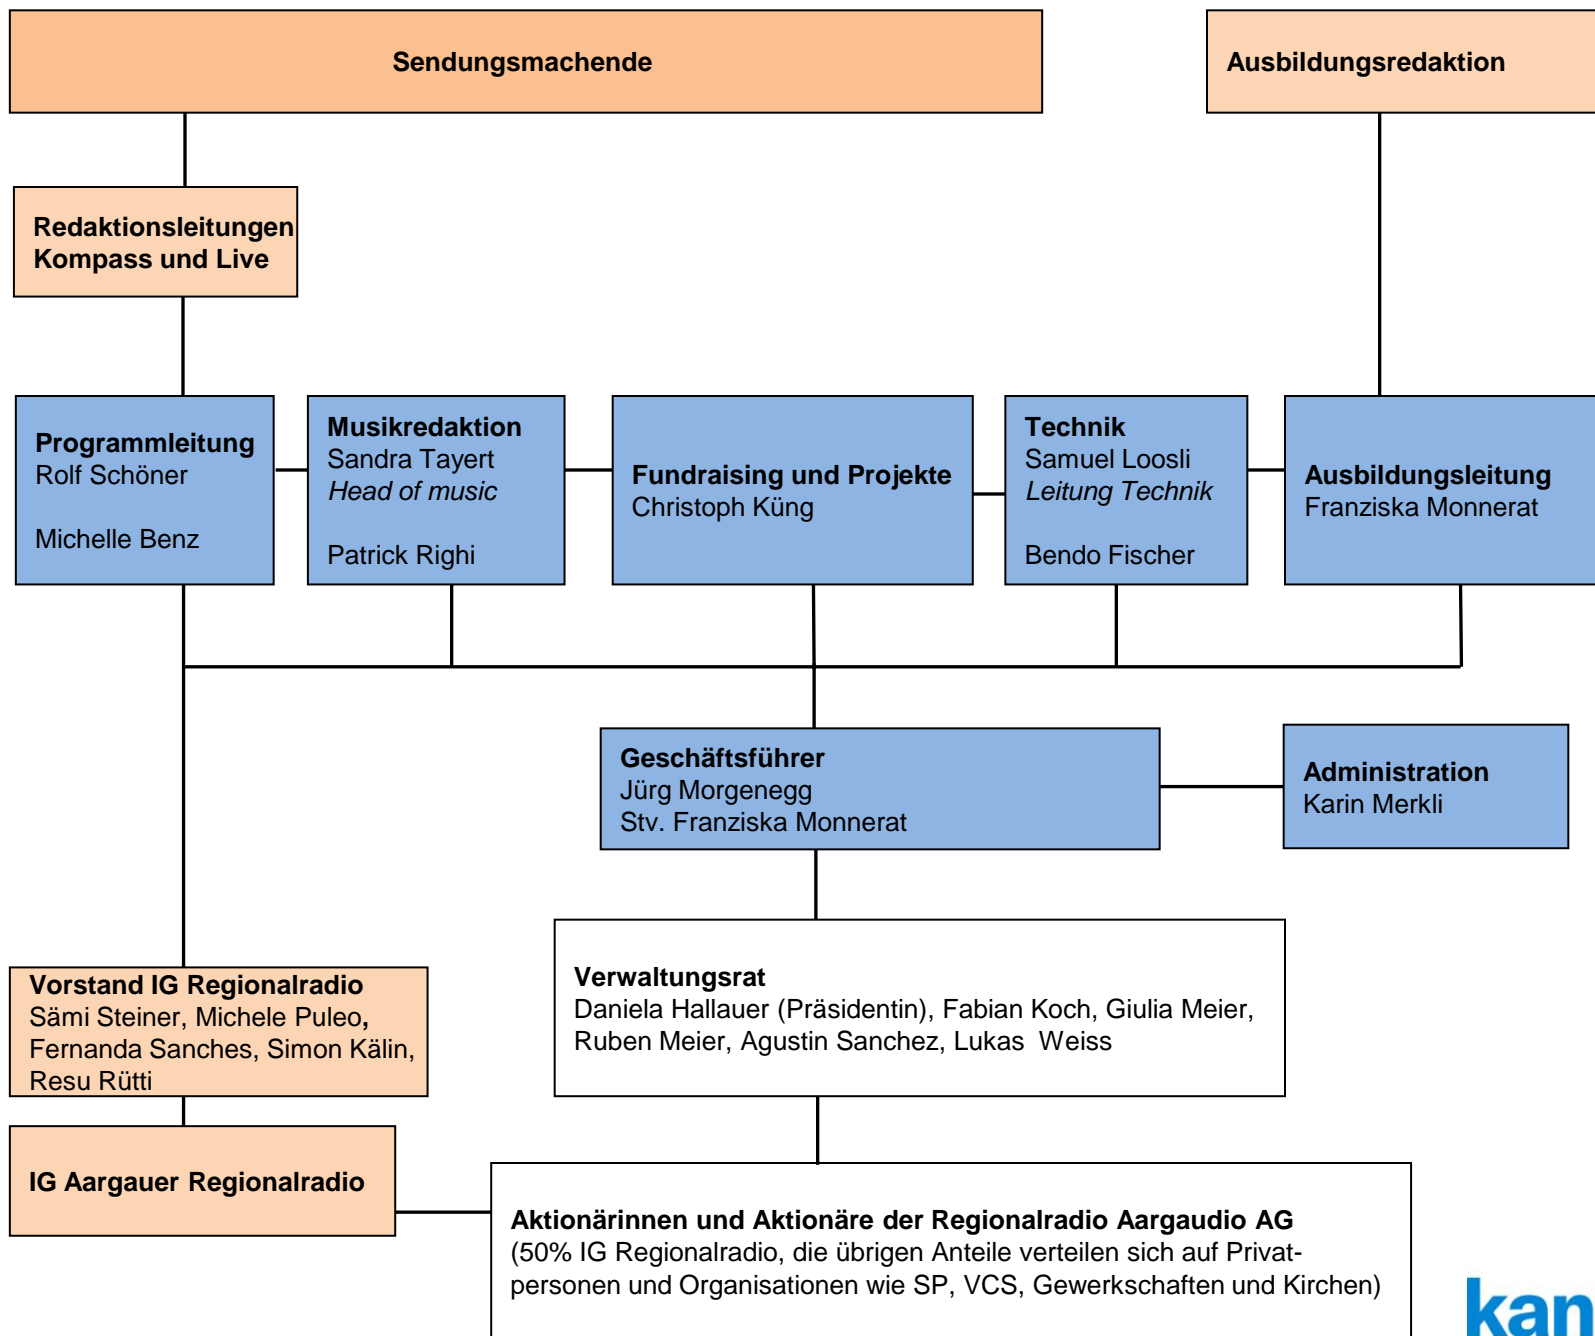 Sendungsmachende
Ausbildungsredaktion
Redaktionsleitungen
Kompass und Live
Programmleitung
Rolf Schöner
Michelle Benz
Musikredaktion
Sandra Tayert
Head of music
Patrick Righi
Fundraising und Projekte
Christoph Küng
Technik
Samuel Loosli
Leitung Technik
Bendo Fischer
Ausbildungsleitung
Franziska Monnerat
Geschäftsführer
Jürg Morgenegg
Stv. Franziska Monnerat
Administration
Karin Merkli
Vorstand IG Regionalradio
Sämi Steiner, Michele Puleo,
Fernanda Sanches, Simon Kälin,
Resu Rütti
Verwaltungsrat
Daniela Hallauer (Präsidentin), Fabian Koch, Giulia Meier,
Ruben Meier, Agustin Sanchez, Lukas  Weiss
IG Aargauer Regionalradio
Aktionärinnen und Aktionäre der Regionalradio Aargaudio AG
(50% IG Regionalradio, die übrigen Anteile verteilen sich auf Privat-
personen und Organisationen wie SP, VCS, Gewerkschaften und Kirchen)
kan